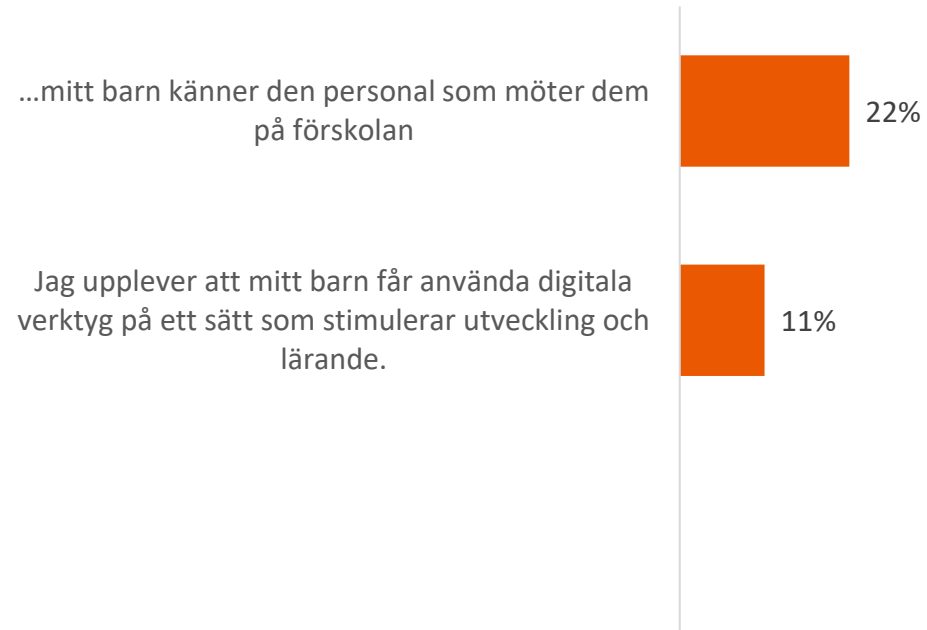 …mitt barn känner den personal som möter dem
på förskolan
22%
Jag upplever att mitt barn får använda digitala
verktyg på ett sätt som stimulerar utveckling och
lärande.
11%